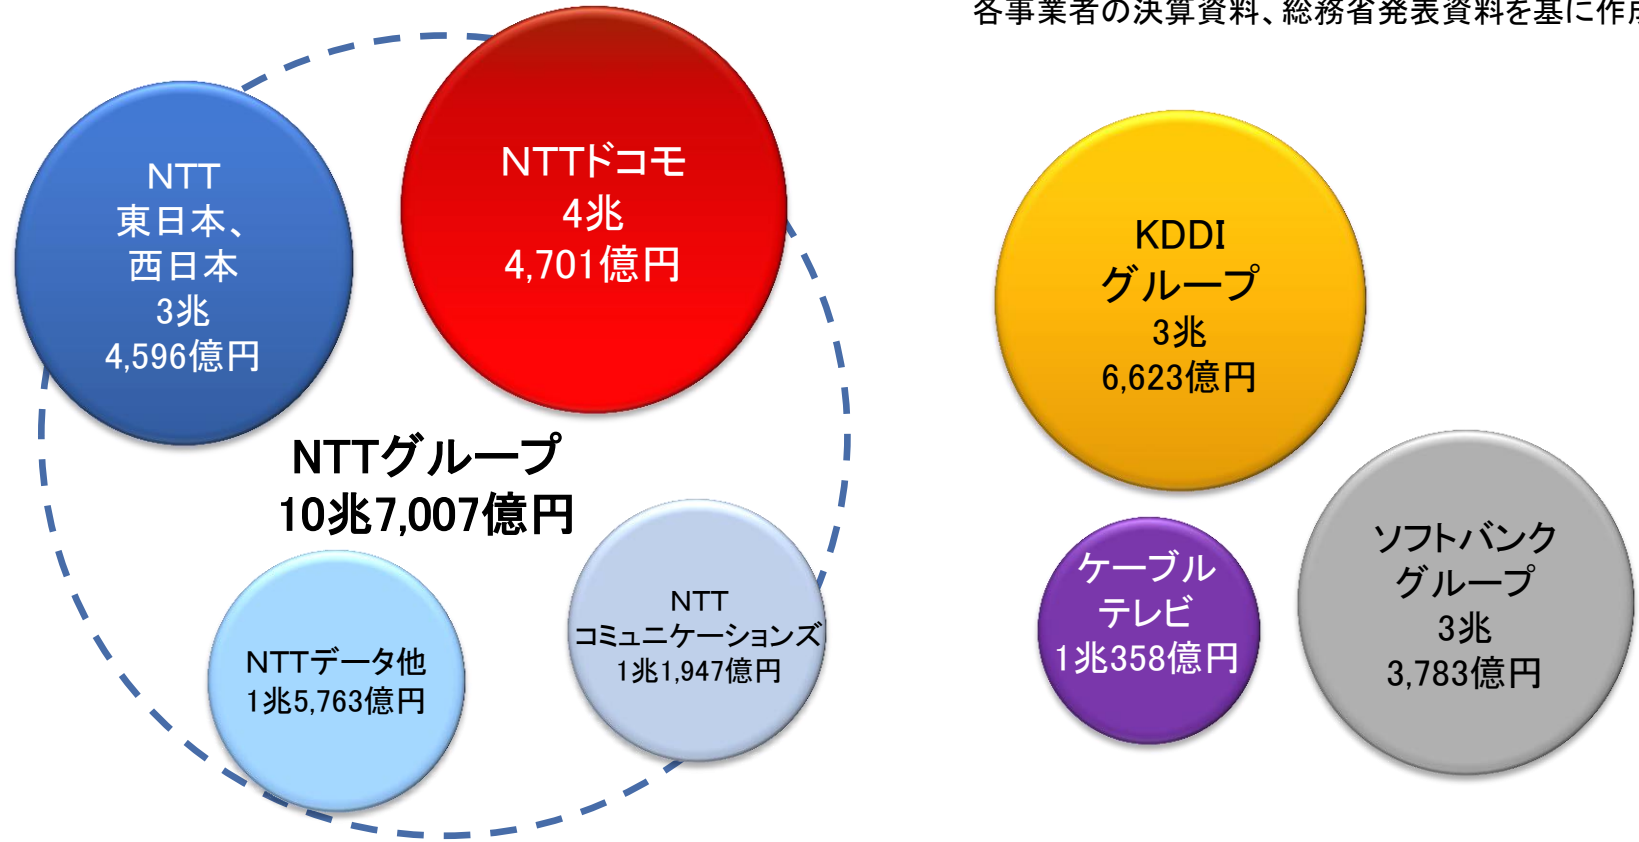 各事業者の決算資料、総務省発表資料を基に作成
NTT
東日本、
西日本
3兆
4,596億円
NTTドコモ
4兆
4,701億円
NTTグループ
10兆7,007億円
NTTデータ他
1兆5,763億円
NTT
コミュニケーションズ
1兆1,947億円
KDDI
グループ
3兆
6,623億円
ケーブル
テレビ
1兆358億円
ソフトバンク
グループ
3兆
3,783億円